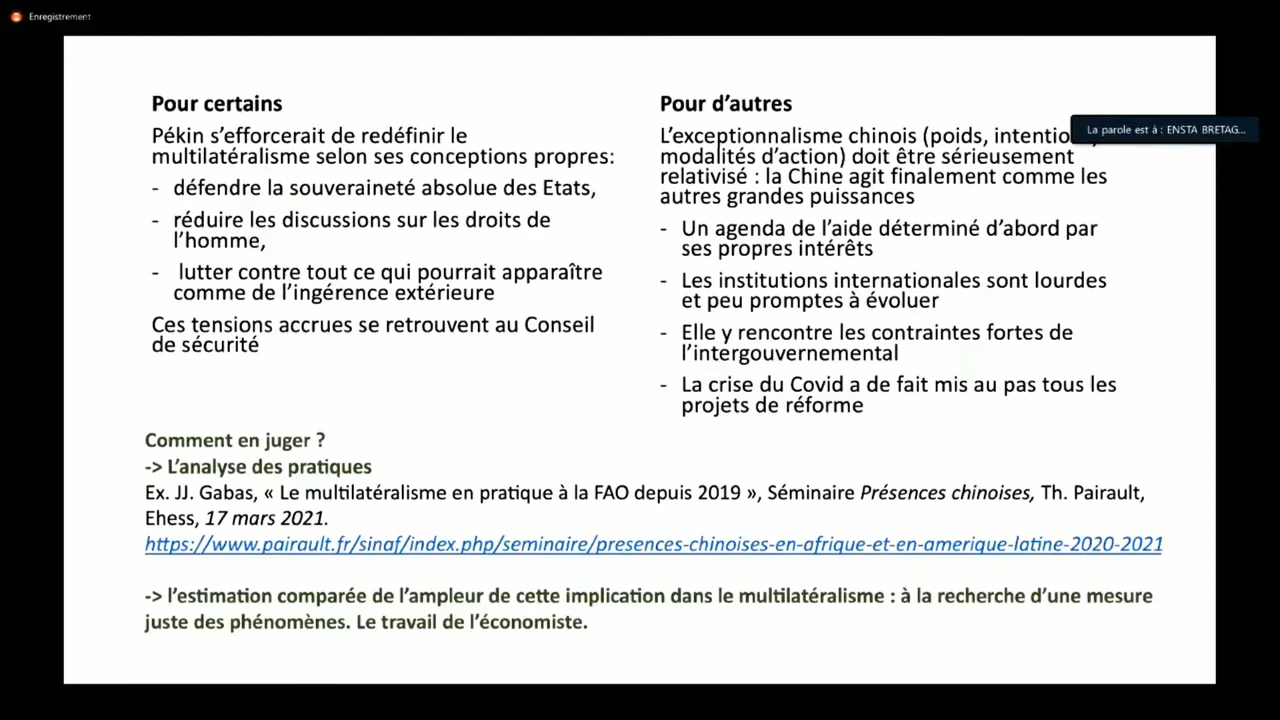 Enregistrement
Pour certains
Pékin s’efforcerait de redéfinir le
multilatéralisme selon ses conceptions propres:
- défendre la souveraineté absolue des Etats,
- réduire les discussions sur les droits de
l’homme,
- lutter contre tout ce qui pourrait apparaître
comme de l’ingérence extérieure
Ces tensions accrues se retrouvent au Conseil
de sécurité
Pour d’autres
La parole est à : ENSTA BRETAG...
L’exceptionnalisme chinois (poids,
modalités d’action) doit être sérieusement
relativisé : la Chine agit finalement comme les
autres grandes puissances
- Un agenda de l’aide déterminé d’abord par
ses propres intérêts
- Les institutions internationales sont lourdes
et peu promptes à évoluer
- Elle y rencontre les contraintes fortes de
l’intergouvernemental
- La crise du Covid a de fait mis au pas tous les
projets de réforme
Comment en juger ?
-> L’analyse des pratiques
Ex. JJ. Gabas, « Le multilatéralisme en pratique à la FAO depuis 2019 », Séminaire Présences chinoises, Th. Pairault,
Ehess, 17 mars 2021.
https://www.pairault.fr/sinaf/index.php/seminaire/presences-chinoises-en-afrique-et-en-amerique-latine-2020-2021
-> l’estimation comparée de l’ampleur de cette implication dans le multilatéralisme : à la recherche d’une mesure
juste des phénomènes. Le travail de l’économiste.